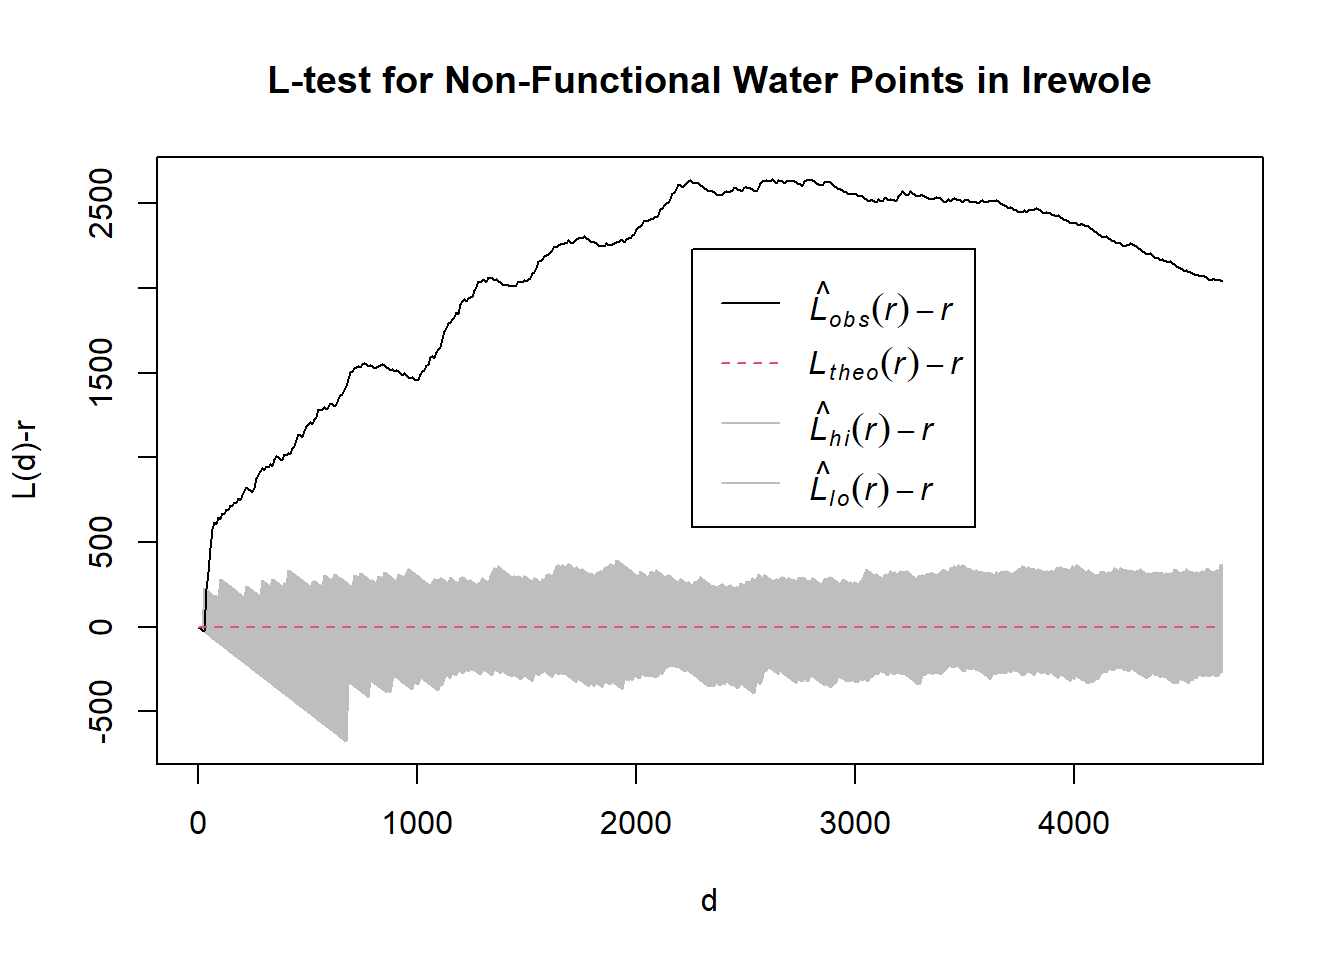 L-test for Non-Functional Water Points in Irewole
L(d)-r
2500
1500
500
0
-500
L̂obs(r) − r
Ltheo(r) − r
L̂hi(r) − r
L̂lo(r) − r
0 1000 2000 3000 4000
d